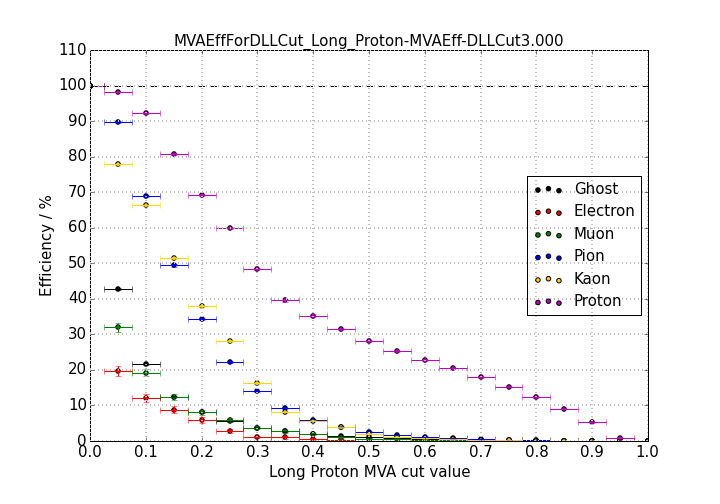 MVAEffForDLLCut_Long_Proton-MVAEff-DLLCut3.000
110
100
90
80
70
60
50
40
30
20
10
0
Efficiency / %
Ghost
Electron
Muon
Pion
Kaon
Proton
0.0 0.1 0.2 0.3 0.4 0.5 0.6 0.7 0.8 0.9 1.0
Long Proton MVA cut value